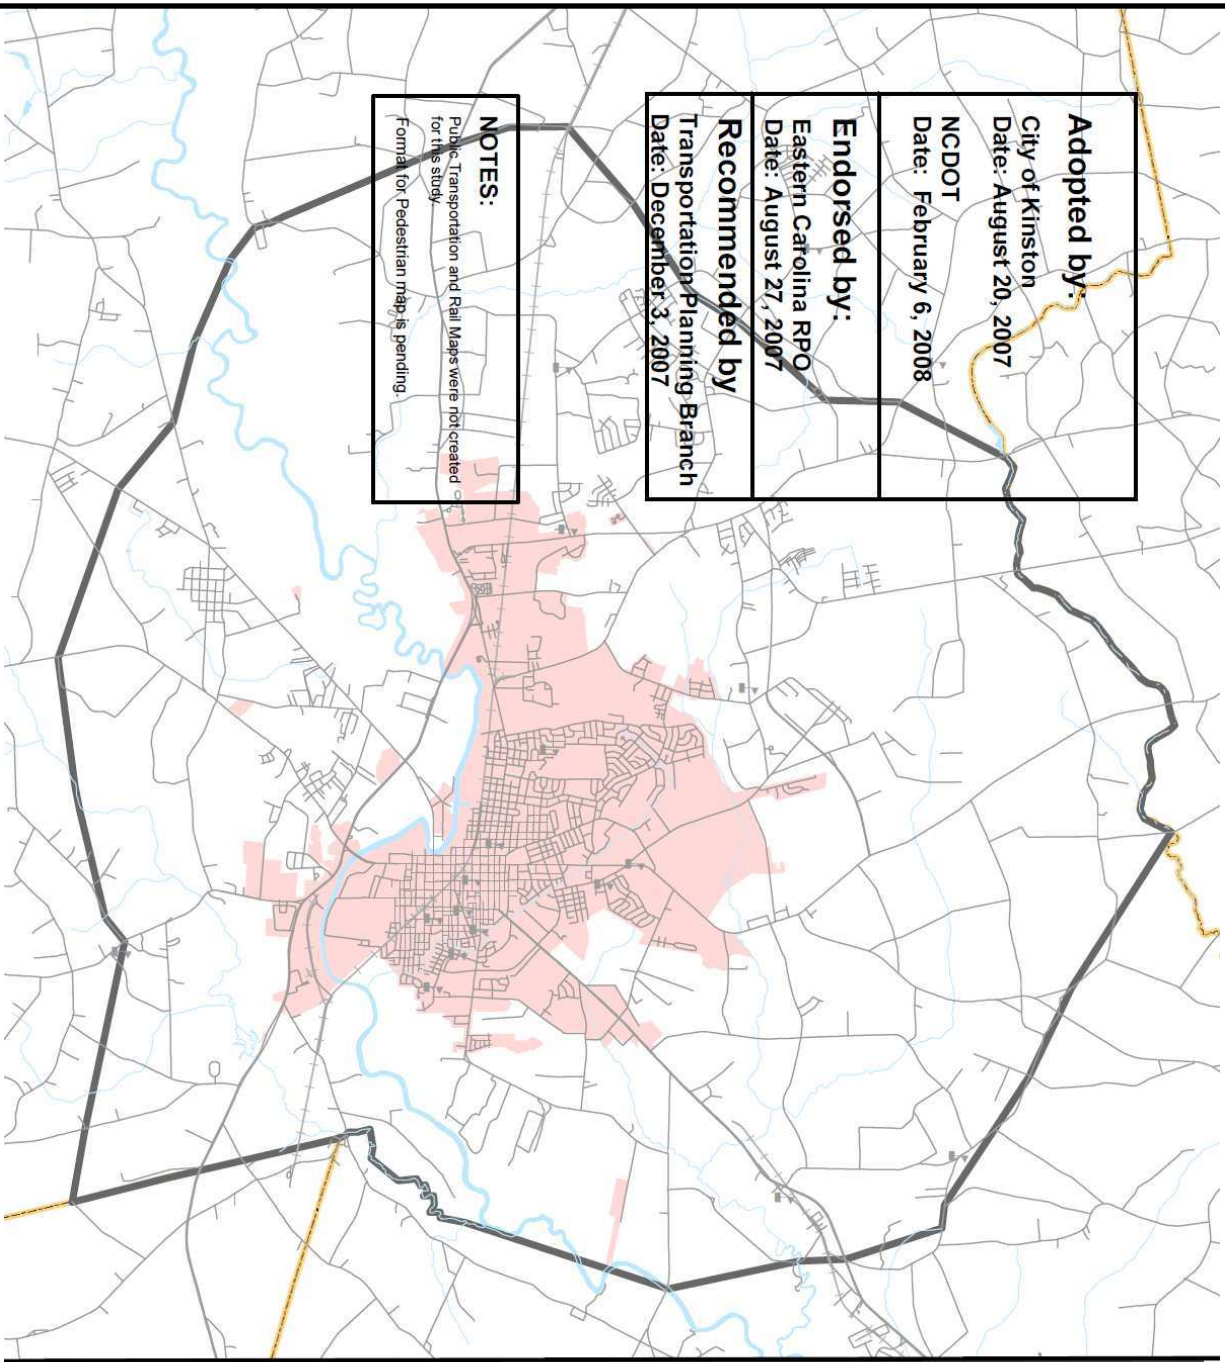 Adopted by:
City of Kinston
Date: August 20, 2007
NCDOT
Date: February 6, 2008
Endorsed by:
Eastern Carolina RPO
Date: August 27, 2007
Recommended by
Transportation Planning Branch
Date: December 3, 2007
NOTES:
Public Transportation and Rail Maps were not created
for this study.
Format for Pedestrian map is pending.